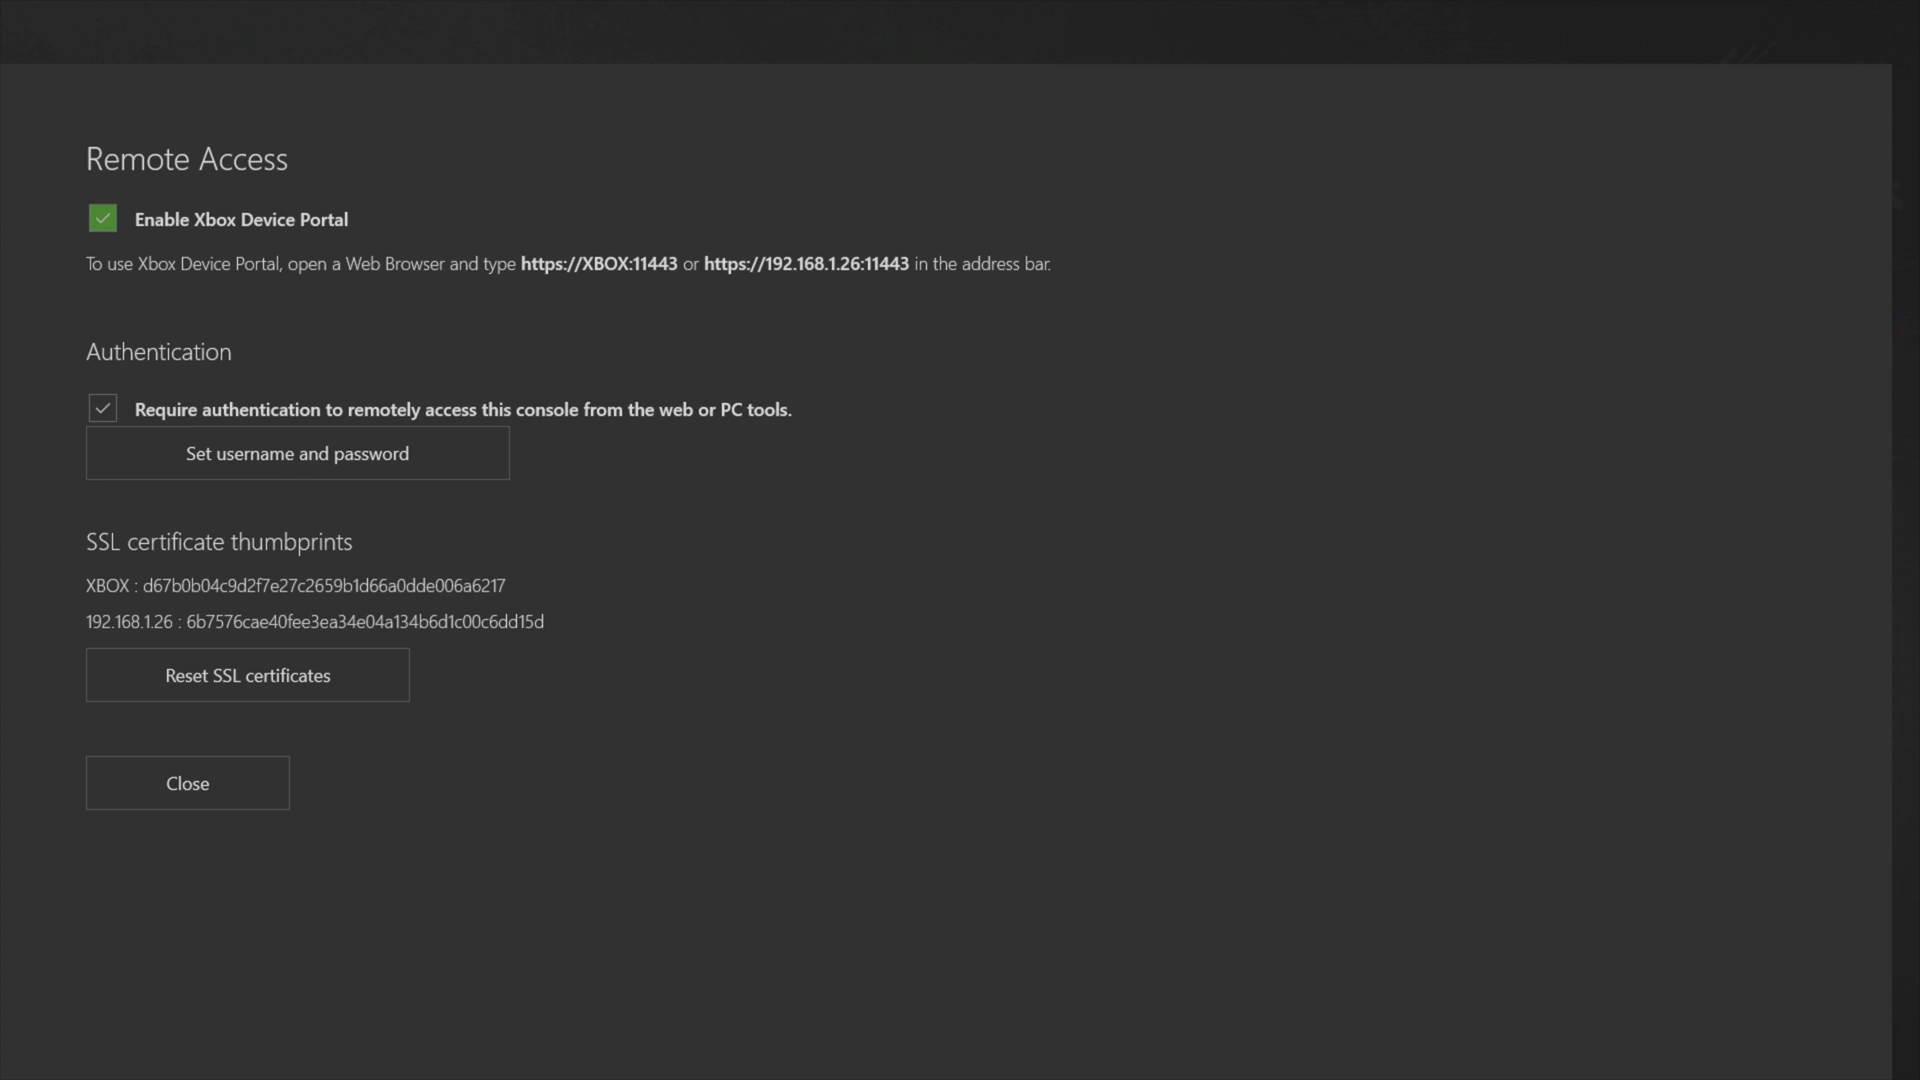 Remote Access
Enable Xbox Device Portal
To use Xbox Device Portal, open a Web Browser and type https://XBOX:11443 or https://192.168.1.26:11443 in the address bar.
Authentication
Require authentication to remotely access this console from the web or PC tools.
Set username and password
SSL certificate thumbprints
XBOX : d67b0b04c9d2f7e27c2659b1d66a0dde006a6217
192.168.1.26 : 6b7576cae40fee3ea34e04a134b6d1c00c6dd15d
Reset SSL certificates
Close